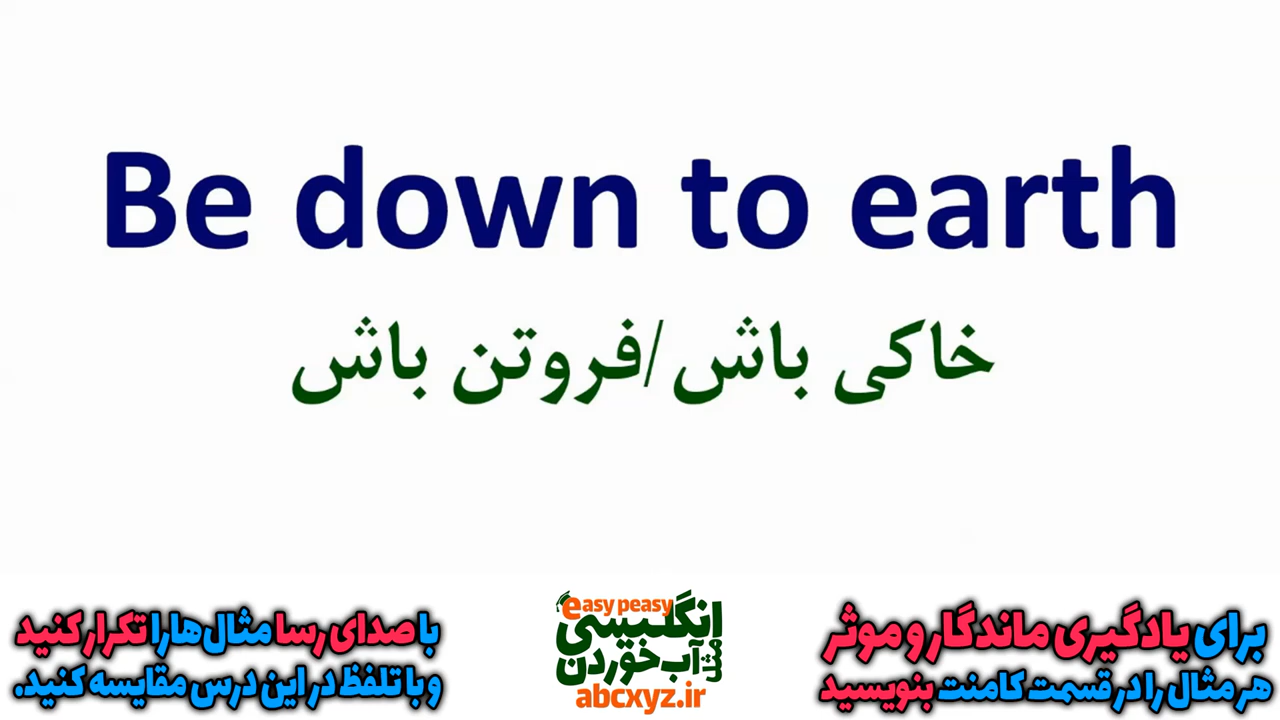 Be down to earth
خاکی باش/فروتن باش
برای یادگیری ماندگار و موثر
هر مثال را در قسمت کامنت بنویسید
easy peasy
انگلیسی
مثل آب خوردن
abcxyz.ir
با صدای رسا مثال‌ها را تکرار کنید
و با تلفظ در این درس مقایسه کنید.